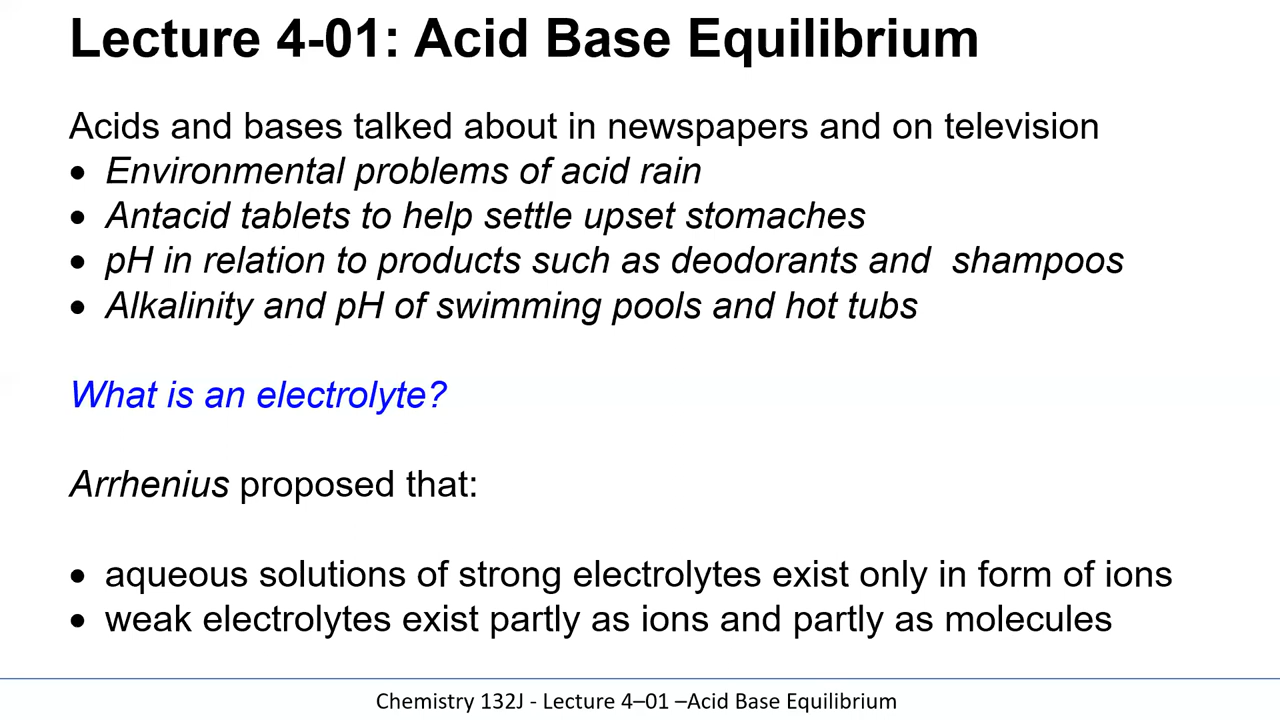 Lecture 4-01: Acid Base Equilibrium
Acids and bases talked about in newspapers and on television
• Environmental problems of acid rain
• Antacid tablets to help settle upset stomaches
• pH in relation to products such as deodorants and  shampoos
• Alkalinity and pH of swimming pools and hot tubs
What is an electrolyte?
Arrhenius proposed that:
• aqueous solutions of strong electrolytes exist only in form of ions
• weak electrolytes exist partly as ions and partly as molecules
Chemistry 132J - Lecture 4–01 –Acid Base Equilibrium